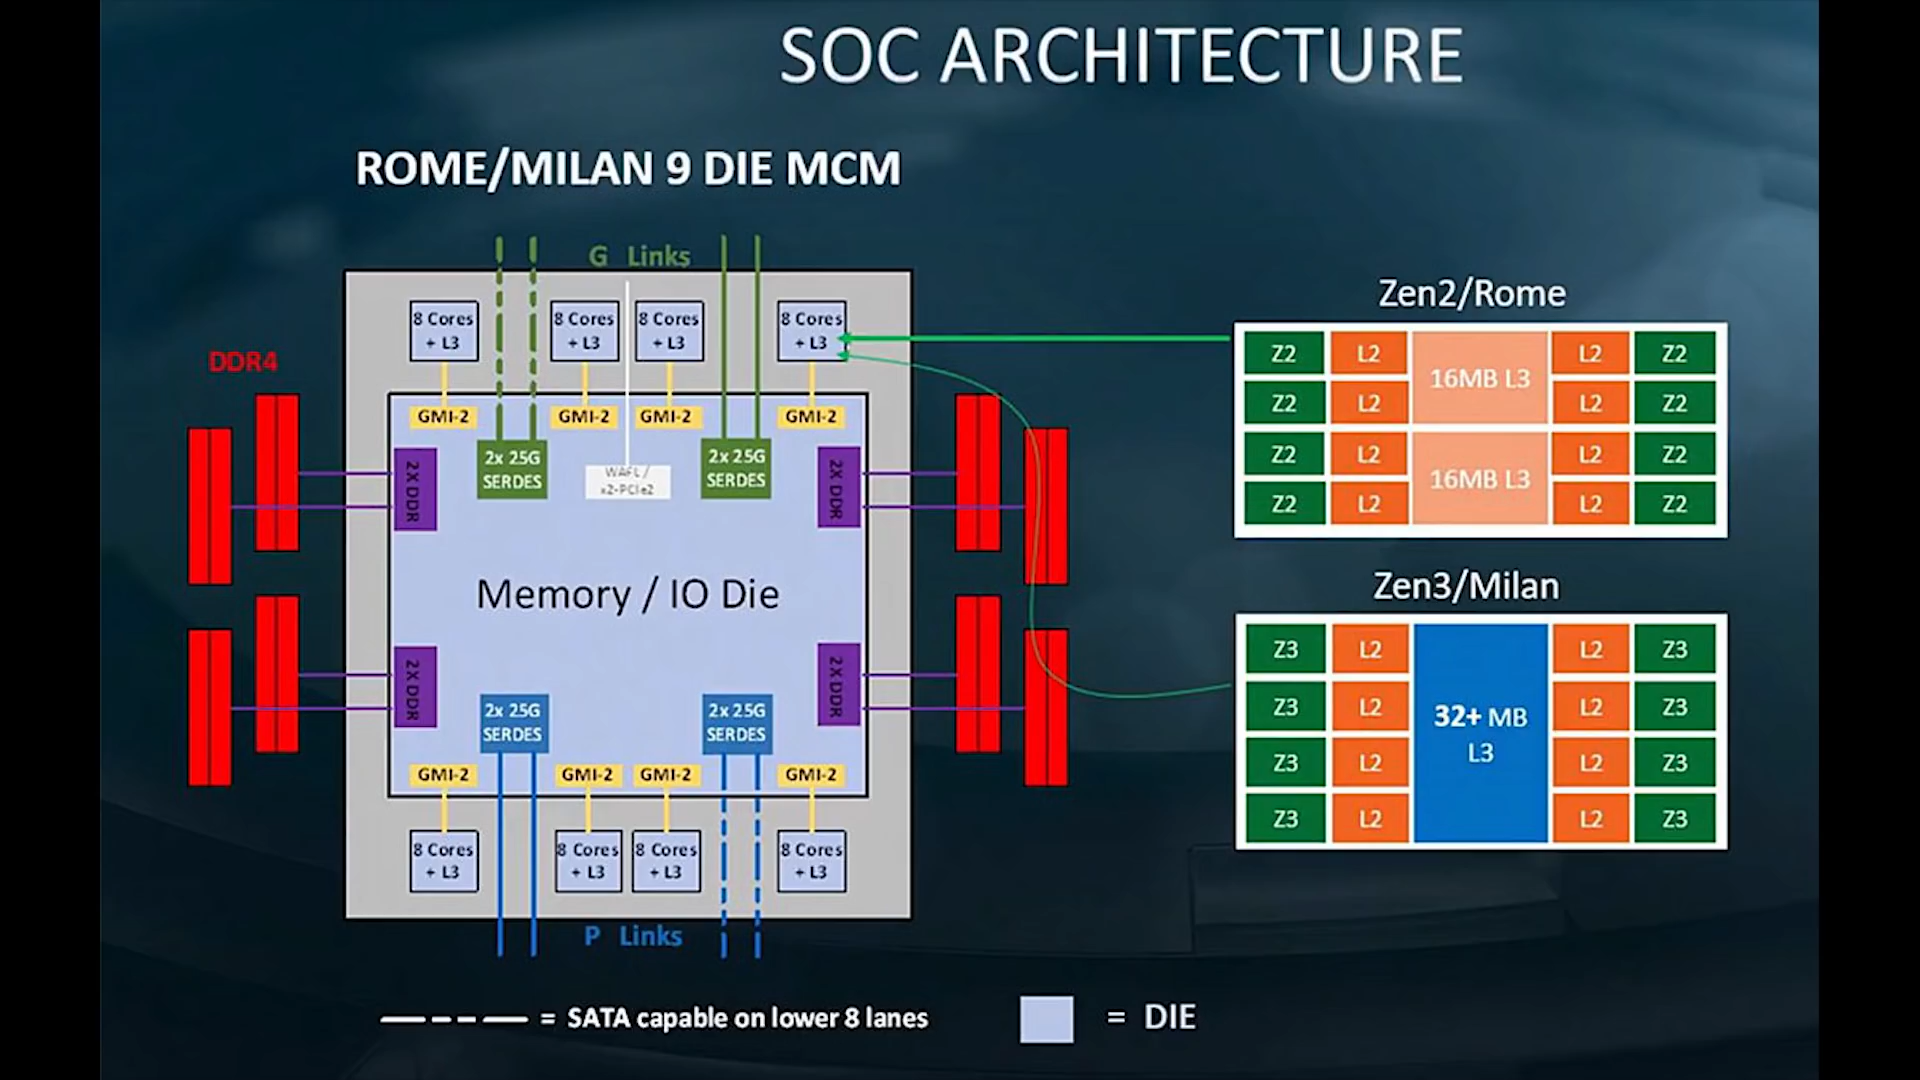 SOC ARCHITECTURE
ROME/MILAN 9 DIE MCM
G Links
8 Cores
+ L3
8 Cores
+ L3
8 Cores
+ L3
8 Cores
+ L3
DDR4
GMI-2
GMI-2
GMI-2
GMI-2
2X DDR
2x 25G
SERDES
WAFL /
x2-PCIe2
2x 25G
SERDES
2X DDR
Memory / IO Die
2X DDR
2x 25G
SERDES
2x 25G
SERDES
2X DDR
GMI-2
GMI-2
GMI-2
GMI-2
8 Cores
+ L3
8 Cores
+ L3
8 Cores
+ L3
8 Cores
+ L3
P Links
Zen2/Rome
Z2 L2 16MB L3 L2 Z2
Z2 L2 L2 Z2
Z2 L2 16MB L3 L2 Z2
Z2 L2 L2 Z2
Zen3/Milan
Z3 L2 L2 Z3
Z3 L2 32+ MB L2 Z3
L3
Z3 L2 L2 Z3
Z3 L2 L2 Z3
= SATA capable on lower 8 lanes
= DIE